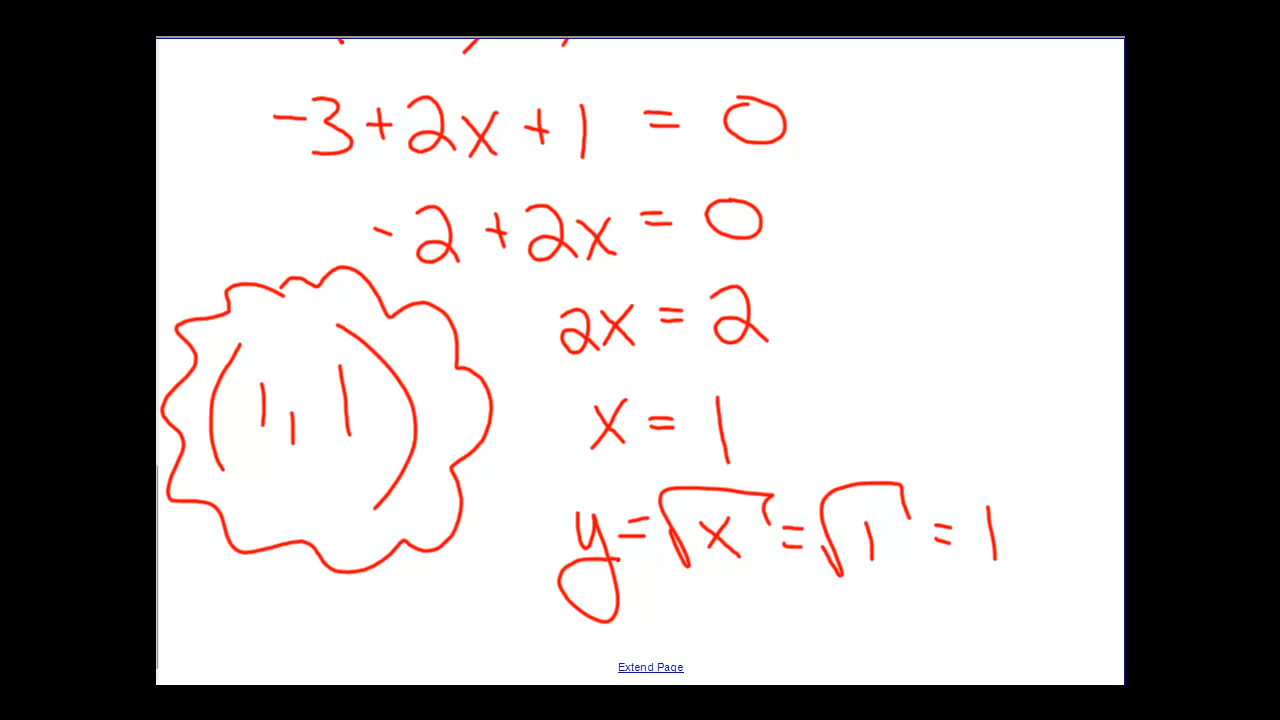 -3+2x+1 = 0
-2+2x=0
2x=2
x=1
(1,1)
y=√x=√1=1
Extend Page